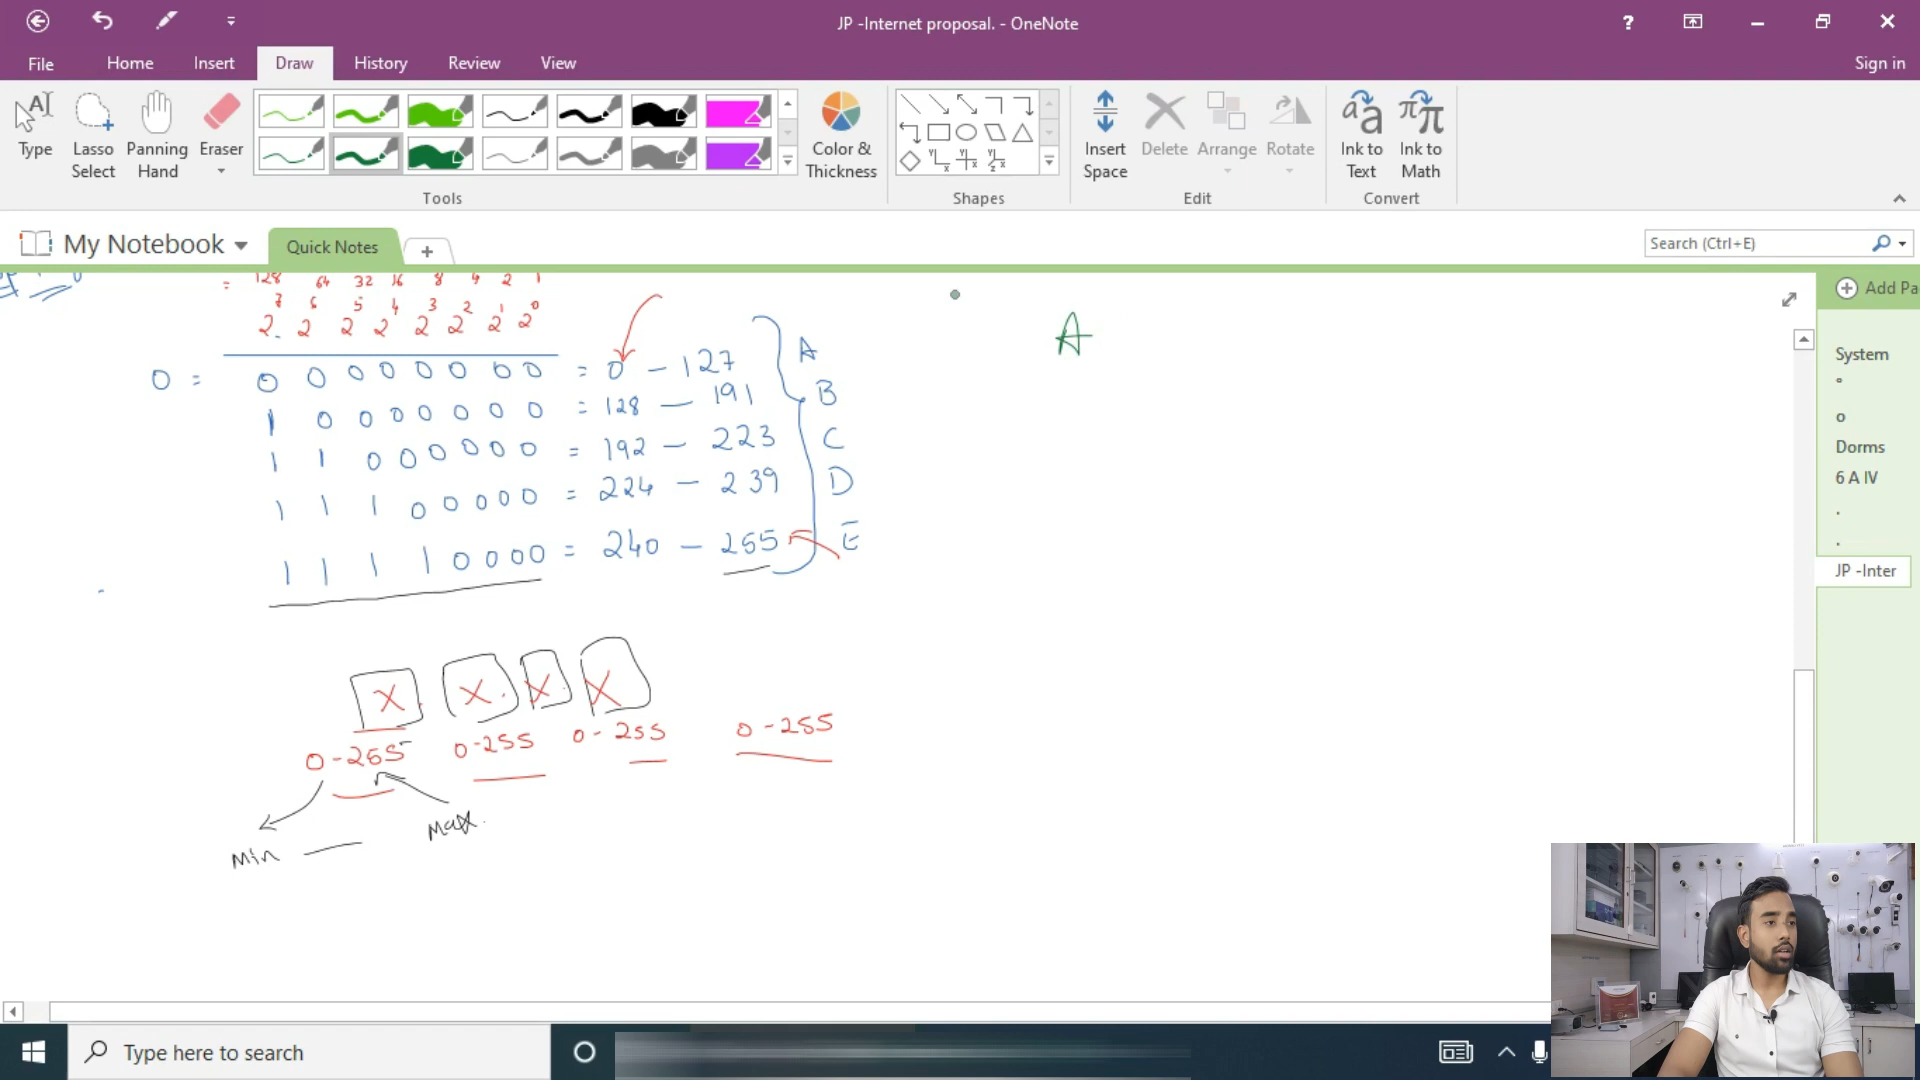 JP -Internet proposal. - OneNote
File Home Insert Draw History View Sign in
Type
Lasso Select
Panning Hand
Eraser
Color & Thickness
Insert Space
Delete
Arrange
Rotate
Ink to Text
Ink to Math
Tools Shapes Edit Convert
My Notebook Quick Notes + Search (Ctrl+E)
Add Pa
System
o
Dorms
6 A IV
.
.
JP -Inter
= 128 64 32 16 8 4 2 1
7 6 5 4 3 2 1 0
2 2 2 2 2 2 2 2
0 = 0 0 0 0 0 0 0 0 = 0 - 127 A
1 0 0 0 0 0 0 0 = 128 - 191 B
1 1 0 0 0 0 0 0 = 192 - 223 C
1 1 1 0 0 0 0 0 = 224 - 239 D
1 1 1 1 0 0 0 0 = 240 - 255 E
A
X. X. X. X
0-255 0-255 0-255 0-255
Min Max.
Type here to search